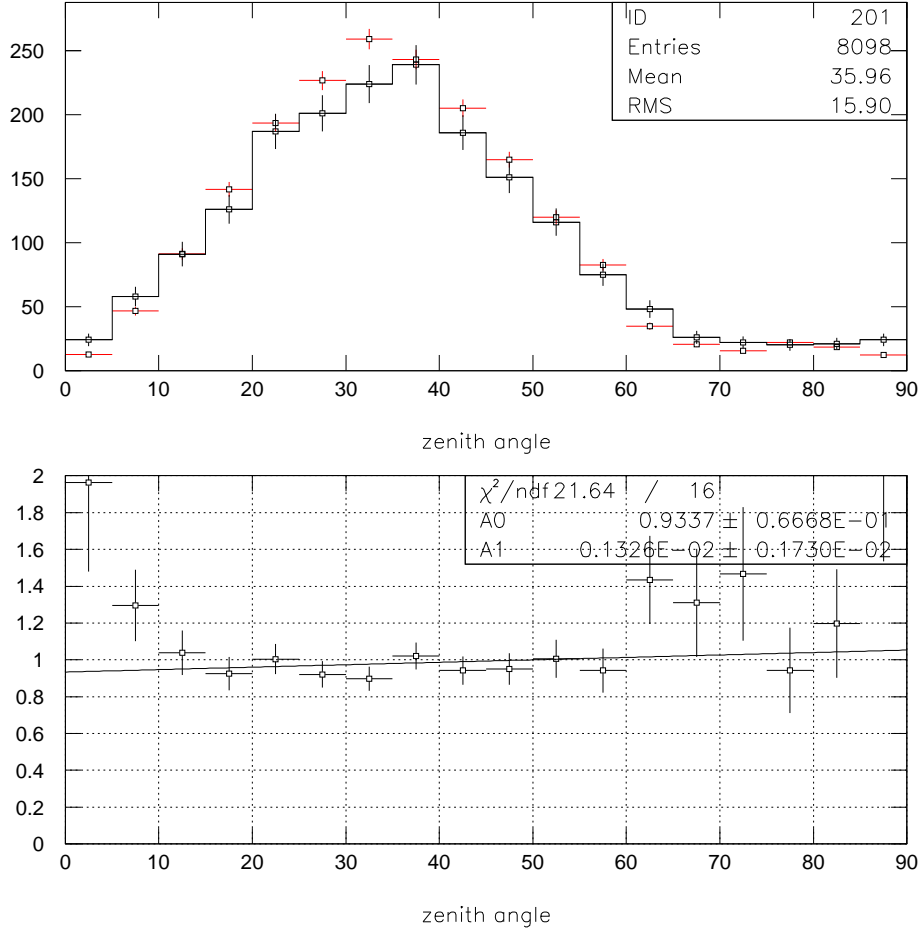 ID 201
Entries 8098
Mean 35.96
RMS 15.90
250
200
150
100
50
0
0 10 20 30 40 50 60 70 80 90
zenith angle
χ²/ndf 21.64 / 16
A0 0.9337 ± 0.6668E-01
A1 0.1326E-02 ± 0.1730E-02
2
1.8
1.6
1.4
1.2
1
0.8
0.6
0.4
0.2
0
0 10 20 30 40 50 60 70 80 90
zenith angle